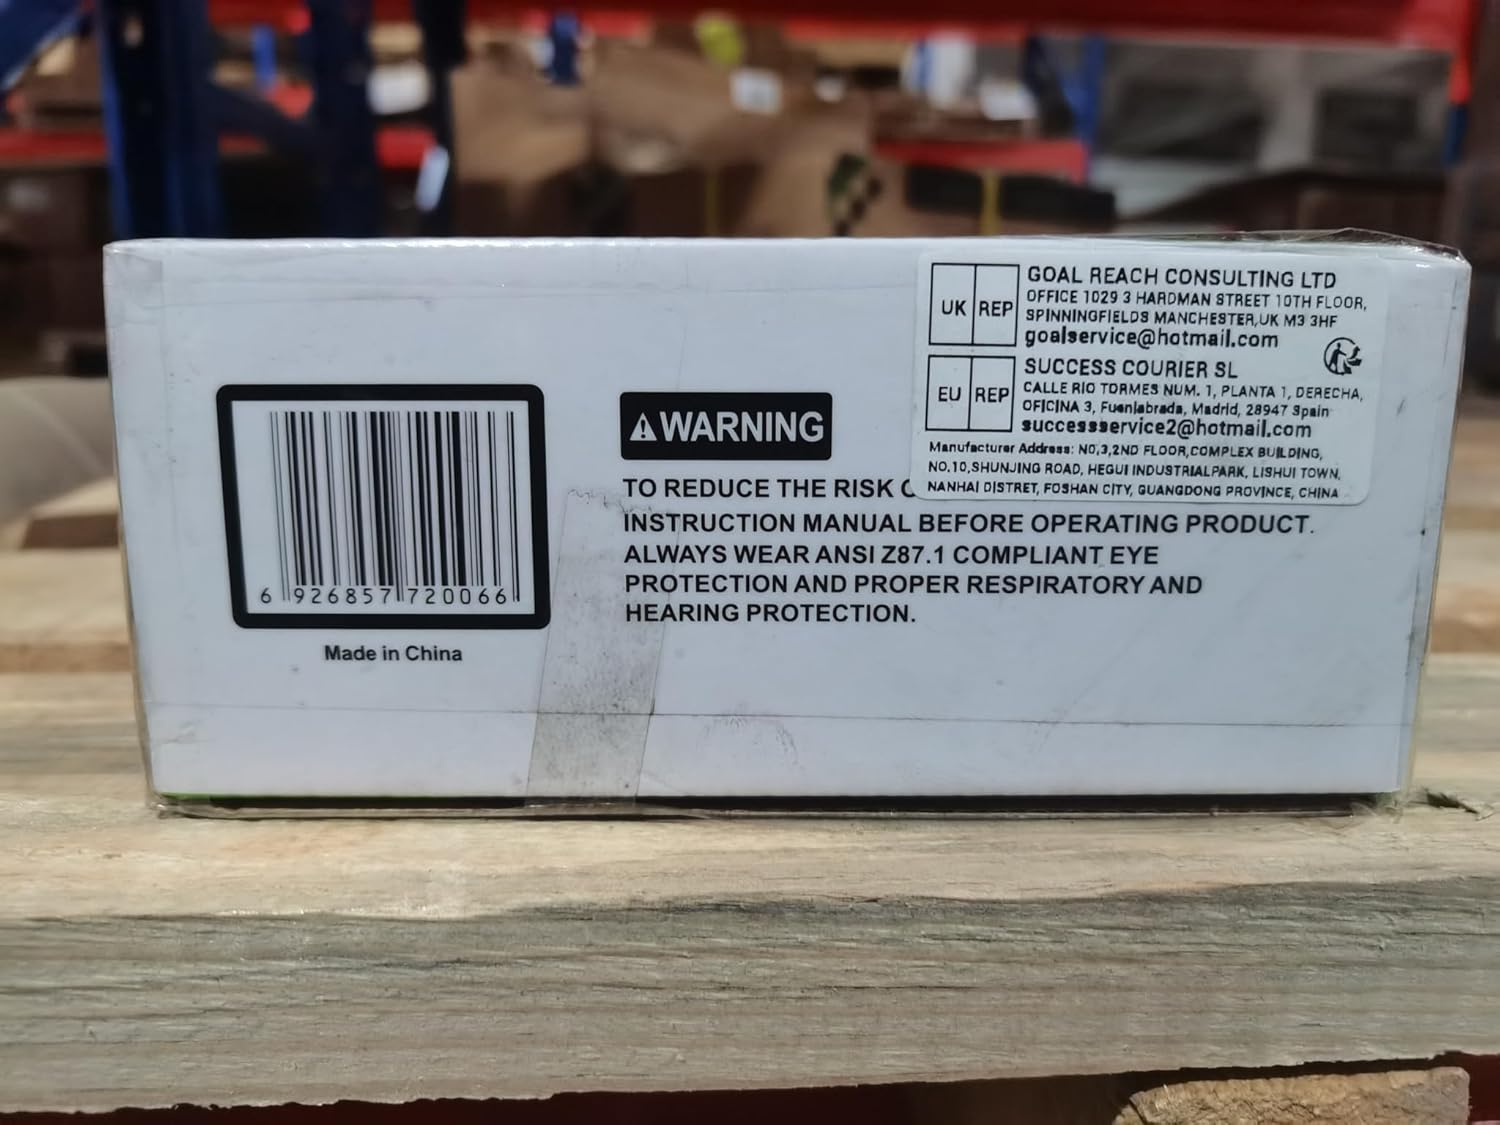 UK REP
GOAL REACH CONSULTING LTD
OFFICE 1029 3 HARDMAN STREET 10TH FLOOR,
SPINNINGFIELDS MANCHESTER,UK M3 3HF
goalservice@hotmail.com
EU REP
SUCCESS COURIER SL
CALLE RIO TORMES NUM. 1, PLANTA 1, DERECHA,
OFICINA 3, Fuenlabrada, Madrid, 28947 Spain
successservice2@hotmail.com
Manufacturer Address: NO,3,2ND FLOOR,COMPLEX BUILDING,
NO.10,SHUNJING ROAD, HEGUI INDUSTRIALPARK, LISHUI TOWN,
NANHAI DISTRET, FOSHAN CITY, GUANGDONG PROVINCE, CHINA
WARNING
TO REDUCE THE RISK
INSTRUCTION MANUAL BEFORE OPERATING PRODUCT.
ALWAYS WEAR ANSI Z87.1 COMPLIANT EYE
PROTECTION AND PROPER RESPIRATORY AND
HEARING PROTECTION.
6 926857 720066
Made in China